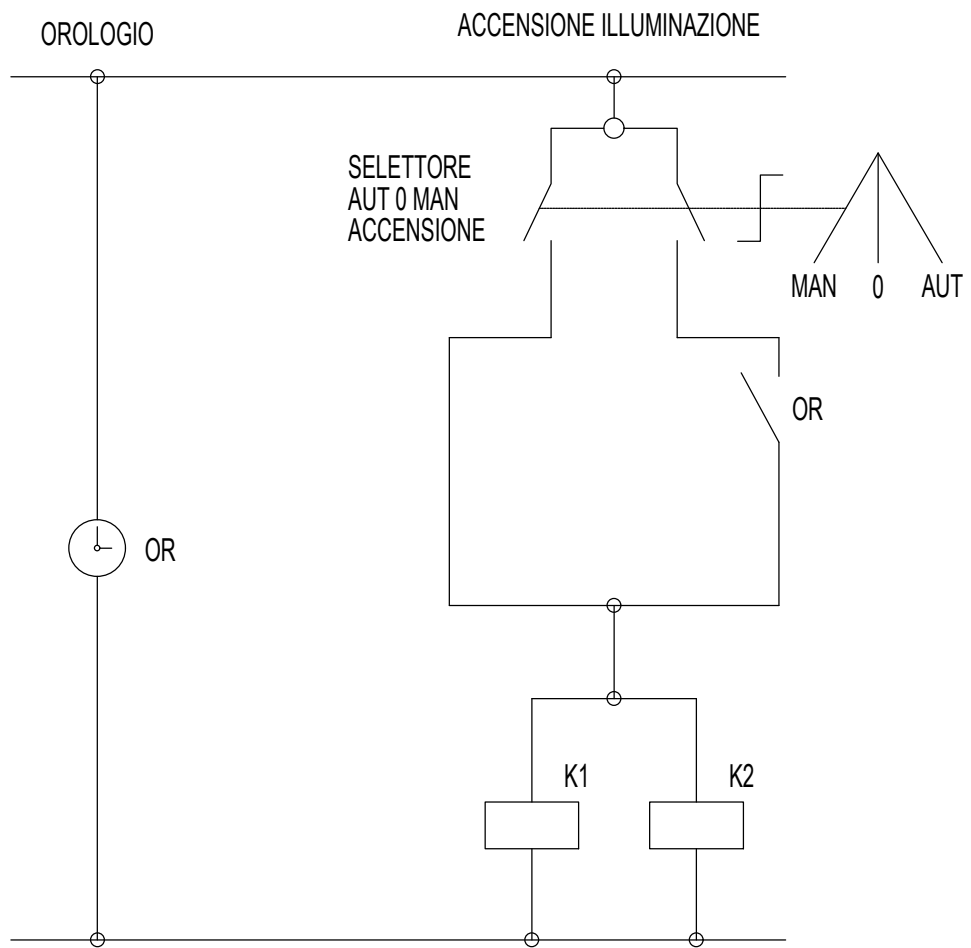 OROLOGIO
ACCENSIONE ILLUMINAZIONE
SELETTORE
AUT 0 MAN
ACCENSIONE
MAN 0 AUT
OR
OR
K1 K2